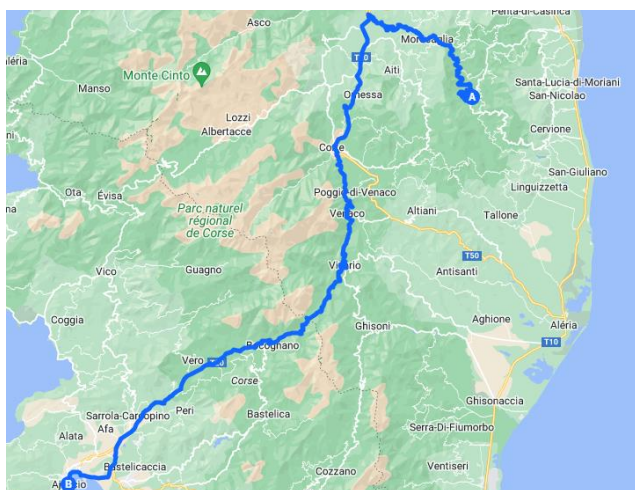 Asco
Penta-di-Casinca
Morosaglia
Monte Cinto
T20
Aiti
Manso
Omessa
A
Santa-Lucia-di-Moriani
San-Nicolao
Lozzi
Albertacce
Cervione
Corte
San-Giuliano
Ota
Évisa
Poggio-di-Venaco
Linguizzetta
Parc naturel
régional
de Corse
Venaco
Altiani
Tallone
T50
Vico
Guagno
Vivario
Antisanti
Coggia
Ghisoni
Aghione
Aléria
T10
Bocognano
Vero
Corse
Ghisonaccia
Sarrola-Carcopino
Peri
Bastelica
Alata
Afa
Serra-Di-Fiumorbo
Bastelicaccia
Ajaccio
B
Cozzano
Ventiseri